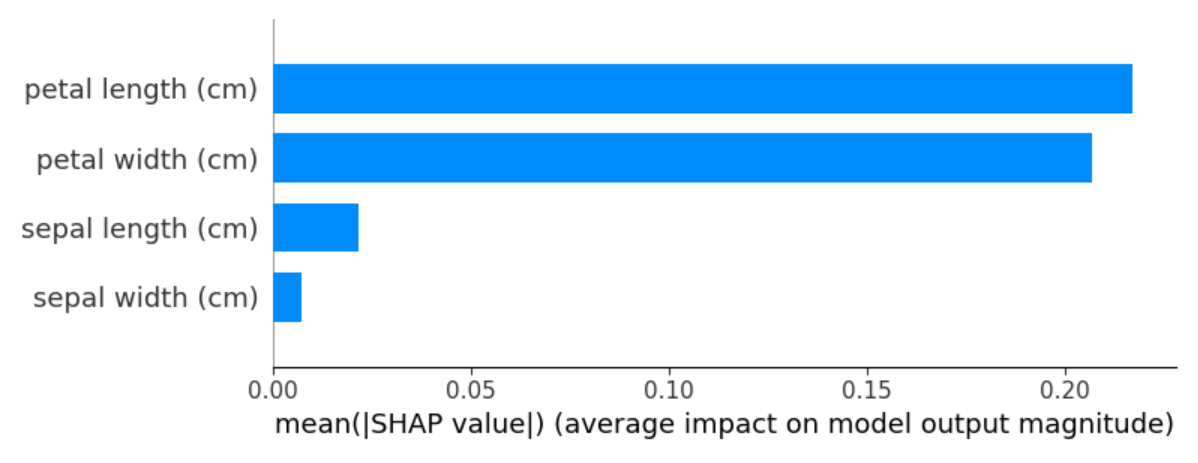 petal length (cm)
petal width (cm)
sepal length (cm)
sepal width (cm)
0.00 0.05 0.10 0.15 0.20
mean(|SHAP value|) (average impact on model output magnitude)